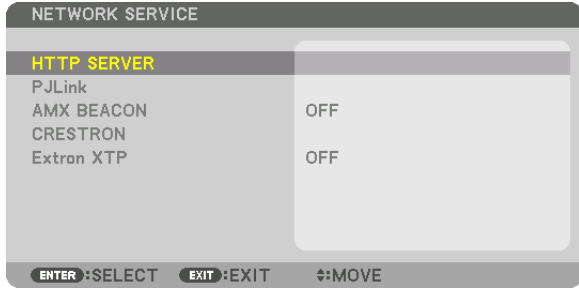 NETWORK SERVICE
HTTP SERVER
PJLink
AMX BEACON OFF
CRESTRON
Extron XTP OFF
ENTER :SELECT EXIT :EXIT :MOVE